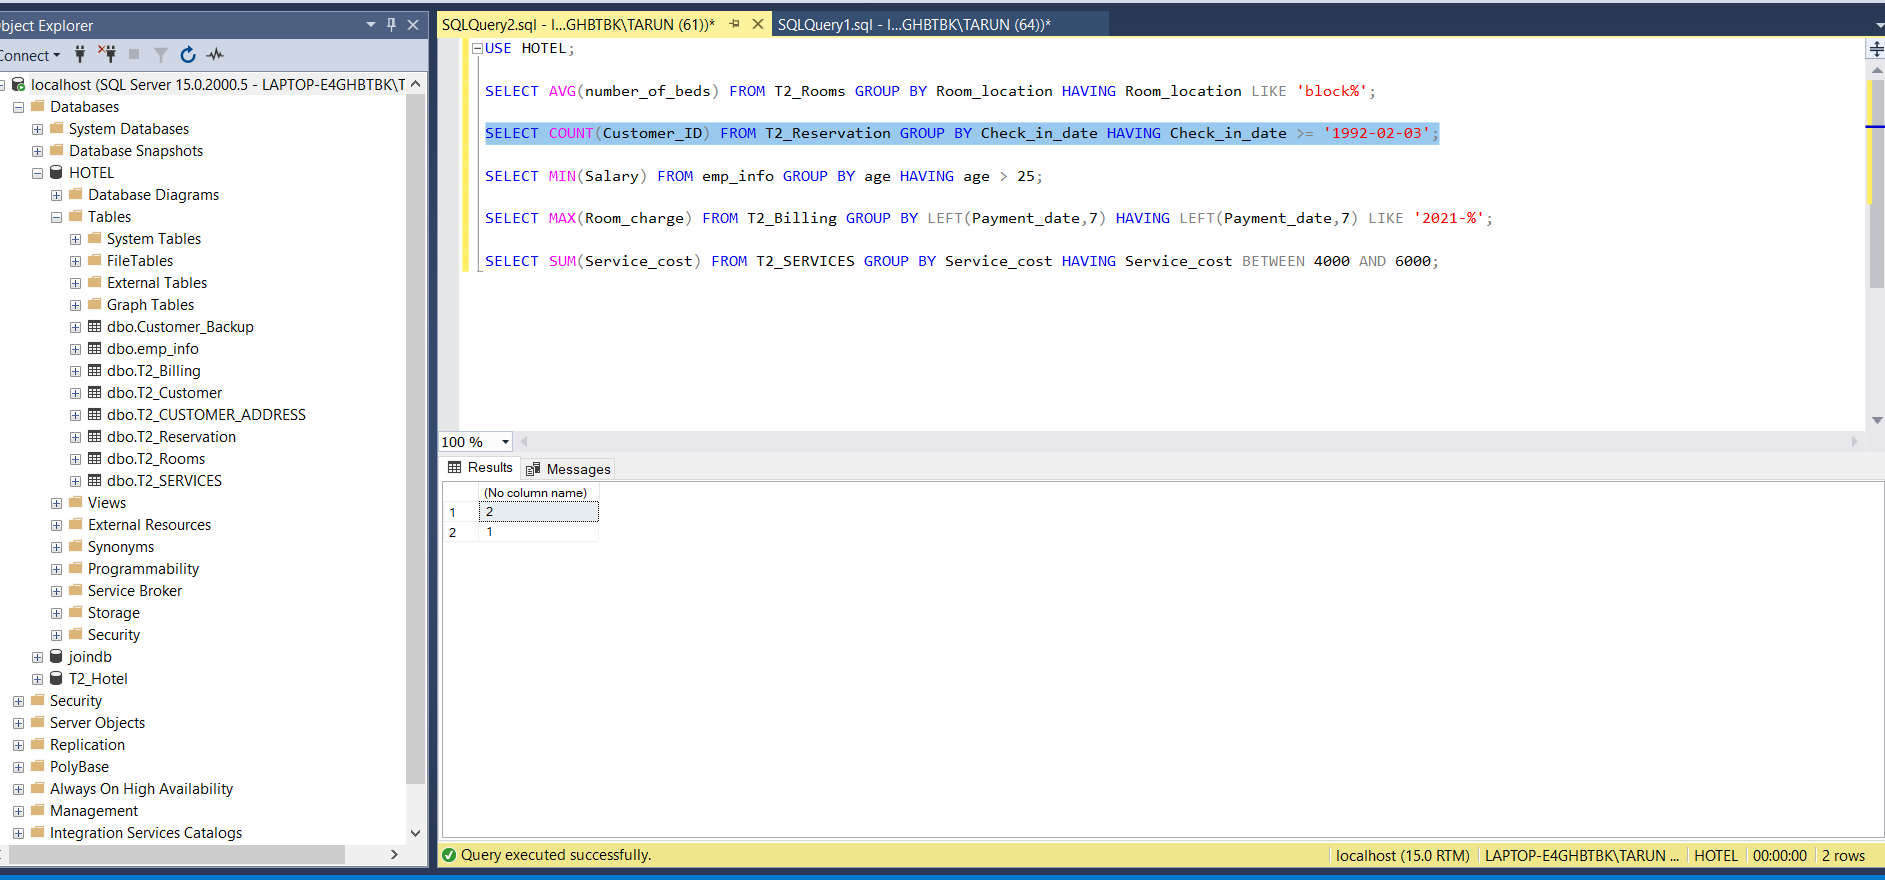 bject Explorer
onnect
localhost (SQL Server 15.0.2000.5 - LAPTOP-E4GHBTBK\T
Databases
System Databases
Database Snapshots
HOTEL
Database Diagrams
Tables
System Tables
FileTables
External Tables
Graph Tables
dbo.Customer_Backup
dbo.emp_info
dbo.T2_Billing
dbo.T2_Customer
dbo.T2_CUSTOMER_ADDRESS
dbo.T2_Reservation
dbo.T2_Rooms
dbo.T2_SERVICES
Views
External Resources
Synonyms
Programmability
Service Broker
Storage
Security
joindb
T2_Hotel
Security
Server Objects
Replication
PolyBase
Always On High Availability
Management
Integration Services Catalogs
SQLQuery2.sql - l...GHBTBK\TARUN (61))* SQLQuery1.sql - l...GHBTBK\TARUN (64))*
USE HOTEL;
SELECT AVG(number_of_beds) FROM T2_Rooms GROUP BY Room_location HAVING Room_location LIKE 'block%';
SELECT COUNT(Customer_ID) FROM T2_Reservation GROUP BY Check_in_date HAVING Check_in_date >= '1992-02-03';
SELECT MIN(Salary) FROM emp_info GROUP BY age HAVING age > 25;
SELECT MAX(Room_charge) FROM T2_Billing GROUP BY LEFT(Payment_date,7) HAVING LEFT(Payment_date,7) LIKE '2021-%';
SELECT SUM(Service_cost) FROM T2_SERVICES GROUP BY Service_cost HAVING Service_cost BETWEEN 4000 AND 6000;
100 %
Results Messages
(No column name)
1 2
2 1
Query executed successfully. localhost (15.0 RTM) LAPTOP-E4GHBTBK\TARUN ... HOTEL 00:00:00 2 rows